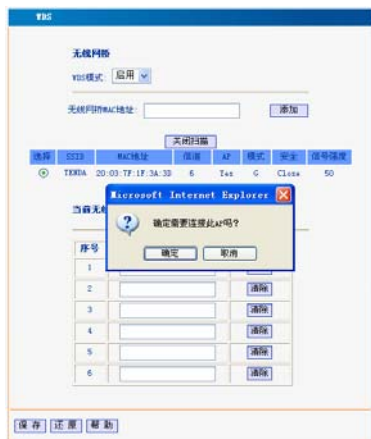 WDS
无线网桥
WDS模式: 启用
无线网桥MAC地址: 添加
关闭扫描
选择 SSID MAC地址 信道 AP 模式 安全 信号强度
TENDA 20:03:7F:1F:3A:3D 6 Yes G Close 50
Microsoft Internet Explorer
当前无线
确定需要连接此AP吗?
确定 取消
序号
1
2 清除
3 清除
4 清除
5 清除
6 清除
保存 还原 帮助